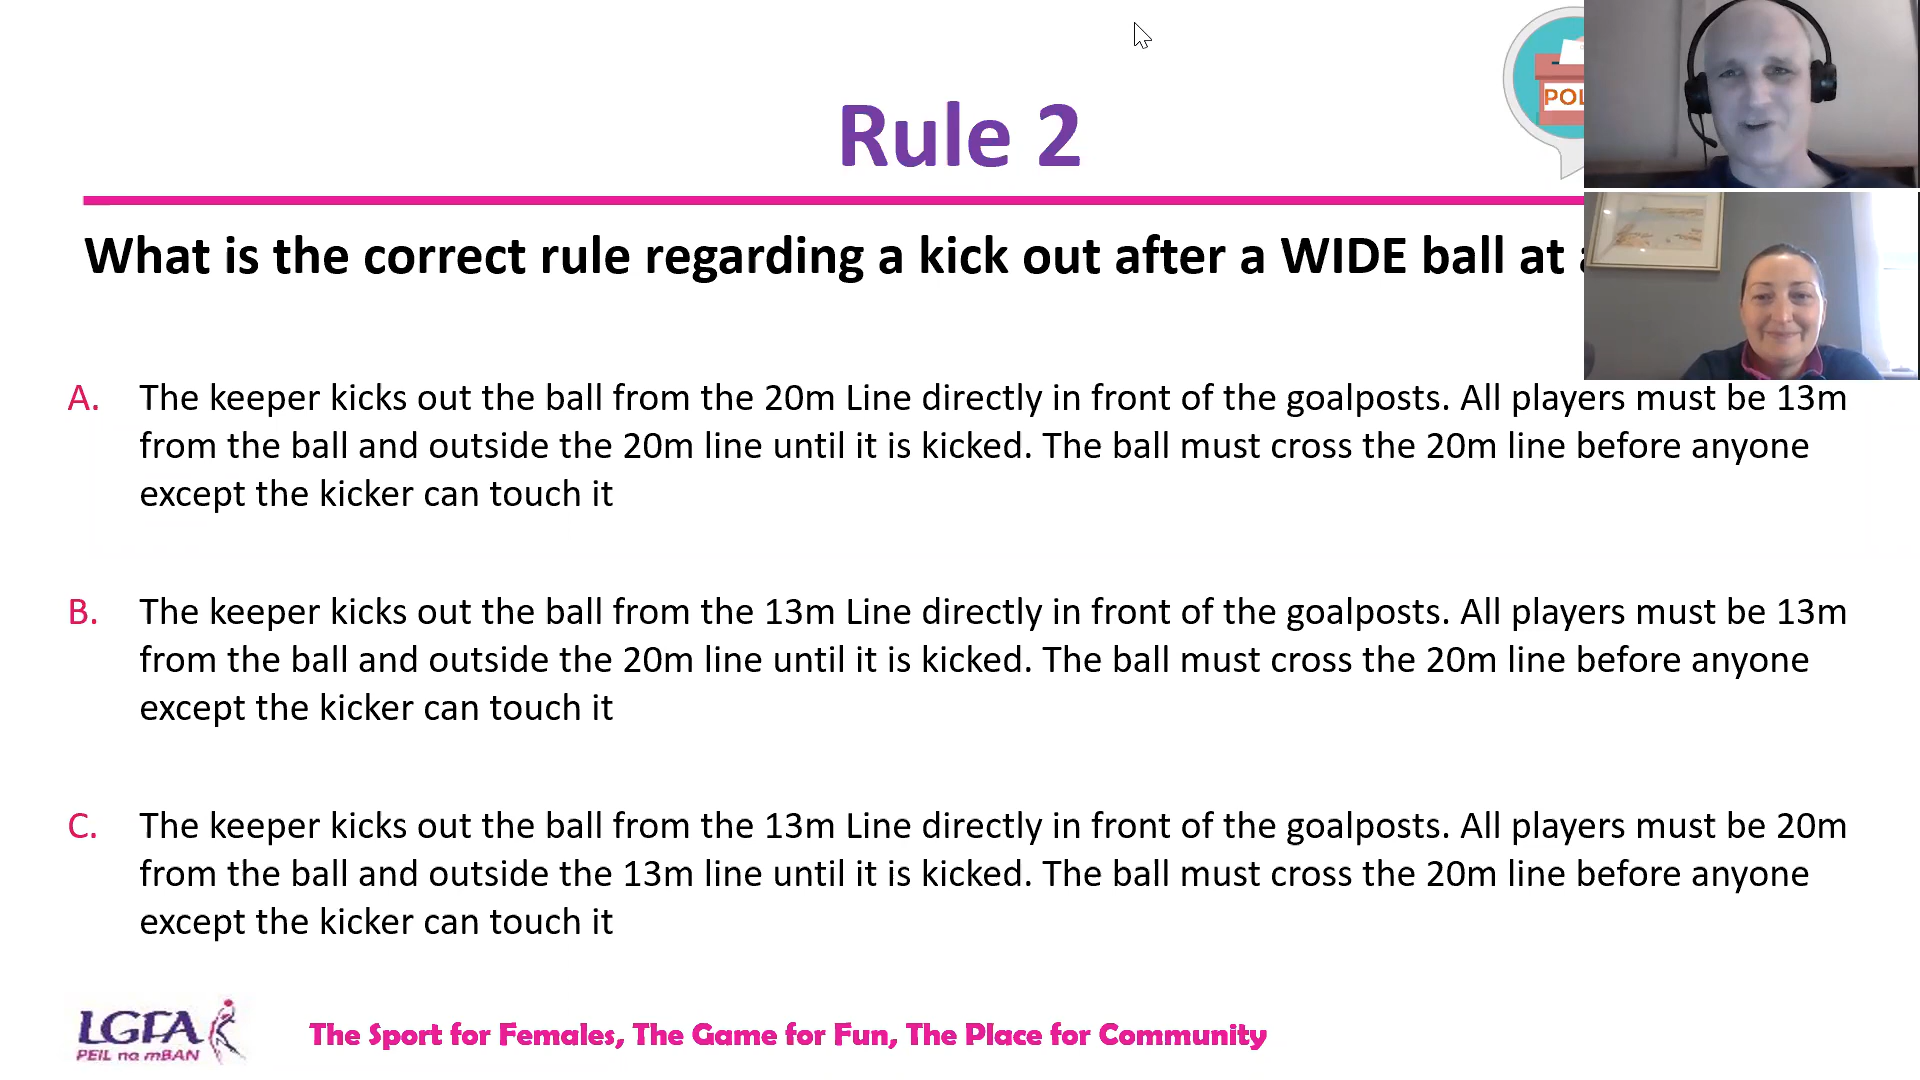 Rule 2
What is the correct rule regarding a kick out after a WIDE ball at
A. The keeper kicks out the ball from the 20m Line directly in front of the goalposts. All players must be 13m
from the ball and outside the 20m line until it is kicked. The ball must cross the 20m line before anyone
except the kicker can touch it
B. The keeper kicks out the ball from the 13m Line directly in front of the goalposts. All players must be 13m
from the ball and outside the 20m line until it is kicked. The ball must cross the 20m line before anyone
except the kicker can touch it
C. The keeper kicks out the ball from the 13m Line directly in front of the goalposts. All players must be 20m
from the ball and outside the 13m line until it is kicked. The ball must cross the 20m line before anyone
except the kicker can touch it
LGFA
PEIL na mBAN
The Sport for Females, The Game for Fun, The Place for Community